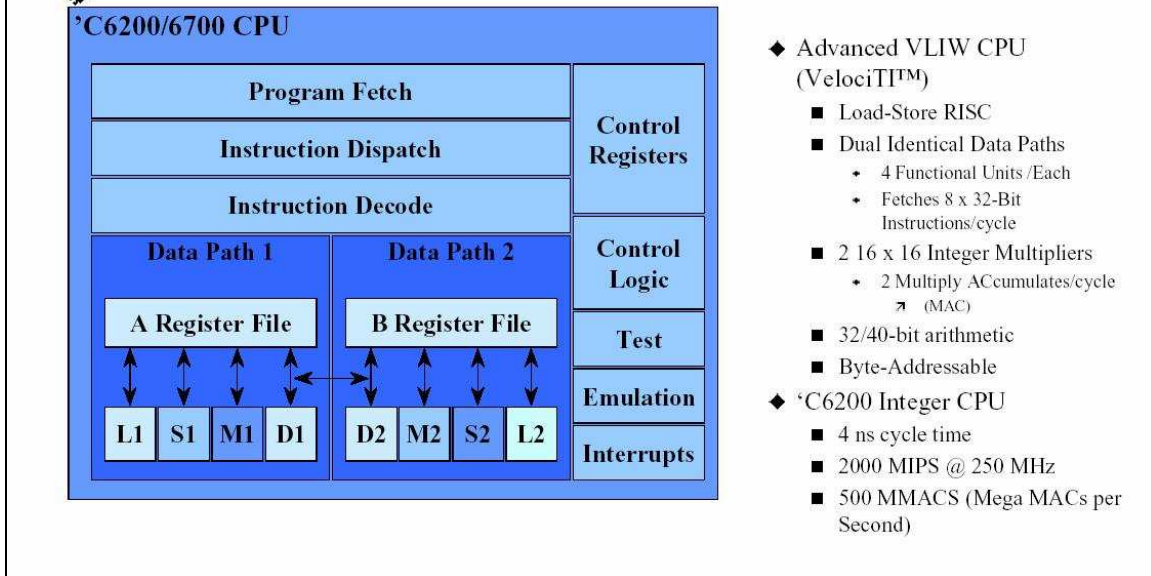 ’C6200/6700 CPU
Program Fetch
Instruction Dispatch
Instruction Decode
Control
Registers
Data Path 1
Data Path 2
Control
Logic
A Register File
B Register File
Test
Emulation
L1 S1 M1 D1
D2 M2 S2 L2
Interrupts
◆ Advanced VLIW CPU
(VelociTI™)
■ Load-Store RISC
■ Dual Identical Data Paths
✦ 4 Functional Units /Each
✦ Fetches 8 x 32-Bit
Instructions/cycle
■ 2 16 x 16 Integer Multipliers
✦ 2 Multiply ACcumulates/cycle
↗ (MAC)
■ 32/40-bit arithmetic
■ Byte-Addressable
◆ ‘C6200 Integer CPU
■ 4 ns cycle time
■ 2000 MIPS @ 250 MHz
■ 500 MMACS (Mega MACs per
Second)